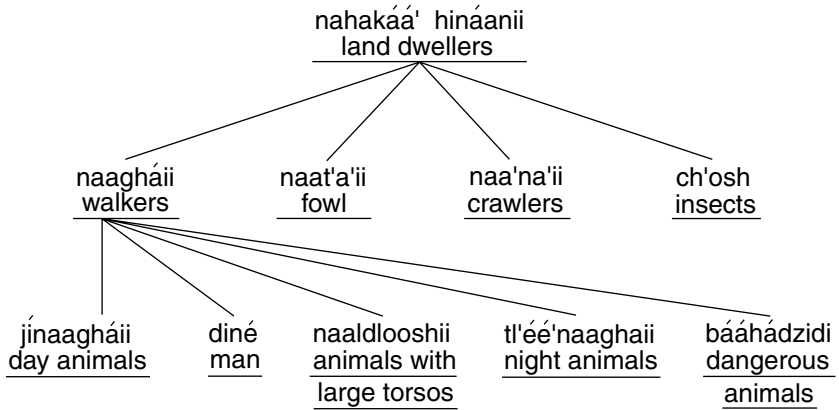 nahakáá' hináanii
land dwellers
naagháii
walkers
naat'a'ii
fowl
naa'na'ii
crawlers
ch'osh
insects
jínaagháii
day animals
diné
man
naaldlooshii
animals with
large torsos
tl'éé'naaghaii
night animals
bááhádzidi
dangerous
animals